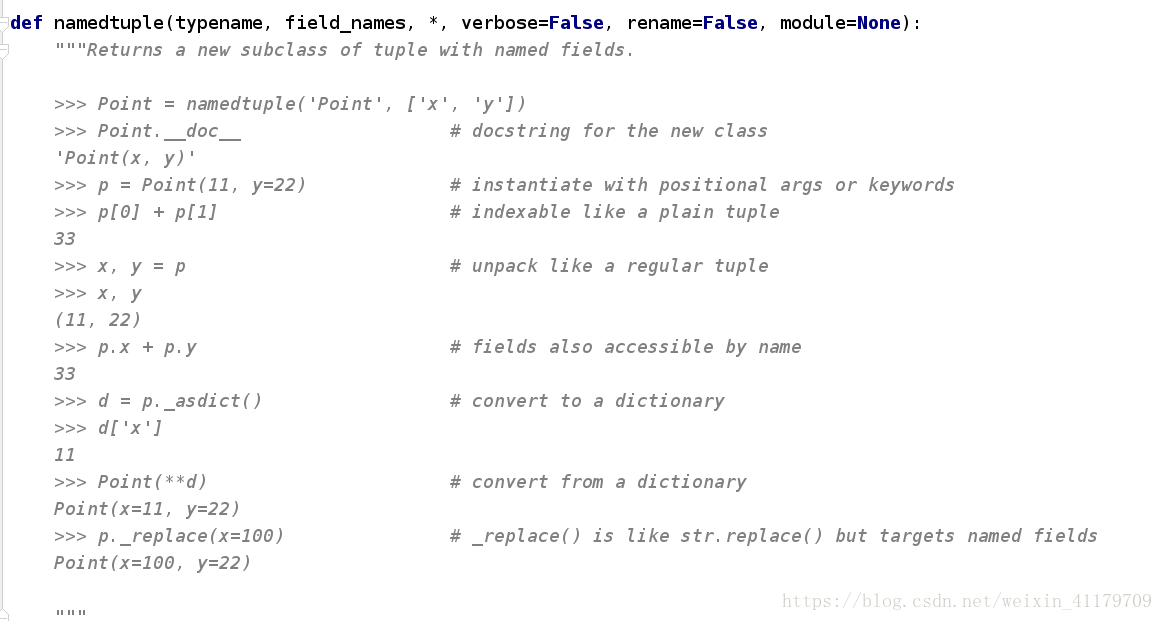 def namedtuple(typename, field_names, *, verbose=False, rename=False, module=None):
    """Returns a new subclass of tuple with named fields.

    >>> Point = namedtuple('Point', ['x', 'y'])
    >>> Point.__doc__                   # docstring for the new class
    'Point(x, y)'
    >>> p = Point(11, y=22)             # instantiate with positional args or keywords
    >>> p[0] + p[1]                     # indexable like a plain tuple
    33
    >>> x, y = p                        # unpack like a regular tuple
    >>> x, y
    (11, 22)
    >>> p.x + p.y                       # fields also accessible by name
    33
    >>> d = p._asdict()                 # convert to a dictionary
    >>> d['x']
    11
    >>> Point(**d)                      # convert from a dictionary
    Point(x=11, y=22)
    >>> p._replace(x=100)               # _replace() is like str.replace() but targets named fields
    Point(x=100, y=22)

https://blog.csdn.net/weixin_41179709
    """